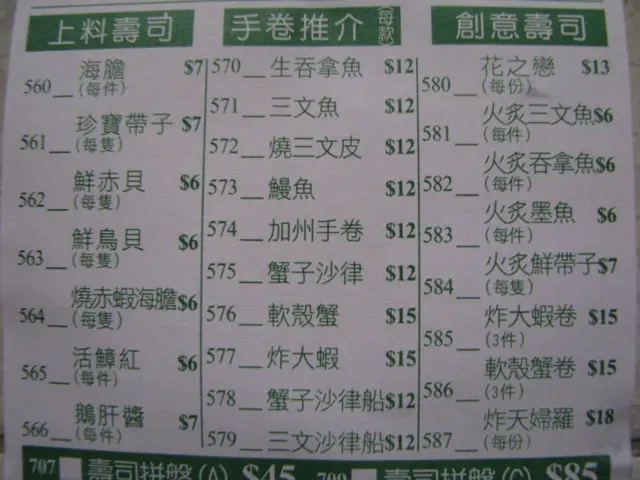 上料壽司
560__ 海膽 $7
(每件)
561__ 珍寶帶子 $7
(每隻)
562__ 鮮赤貝 $6
(每隻)
563__ 鮮鳥貝 $6
(每隻)
564__ 燒赤蝦海膽 $6
(每隻)
565__ 活鱆紅 $6
(每件)
566__ 鵝肝醬 $7
(每件)
手卷推介 (每款)
570__ 生吞拿魚 $12
571__ 三文魚 $12
572__ 燒三文皮 $12
573__ 鰻魚 $12
574__ 加州手卷 $12
575__ 蟹子沙律 $12
576__ 軟殼蟹 $15
577__ 炸大蝦 $15
578__ 蟹子沙律船 $12
579__ 三文沙律船 $12
創意壽司
580__ 花之戀 $13
(每份)
581__ 火炙三文魚 $6
(每件)
582__ 火炙吞拿魚 $6
(每件)
583__ 火炙墨魚 $6
(每件)
584__ 火炙鮮帶子 $7
(每隻)
585__ 炸大蝦卷 $15
(3件)
586__ 軟殼蟹卷 $15
(3件)
587__ 炸天婦羅 $18
(每份)
707 壽司拼盤(A) $45 709 壽司拼盤(C) $85